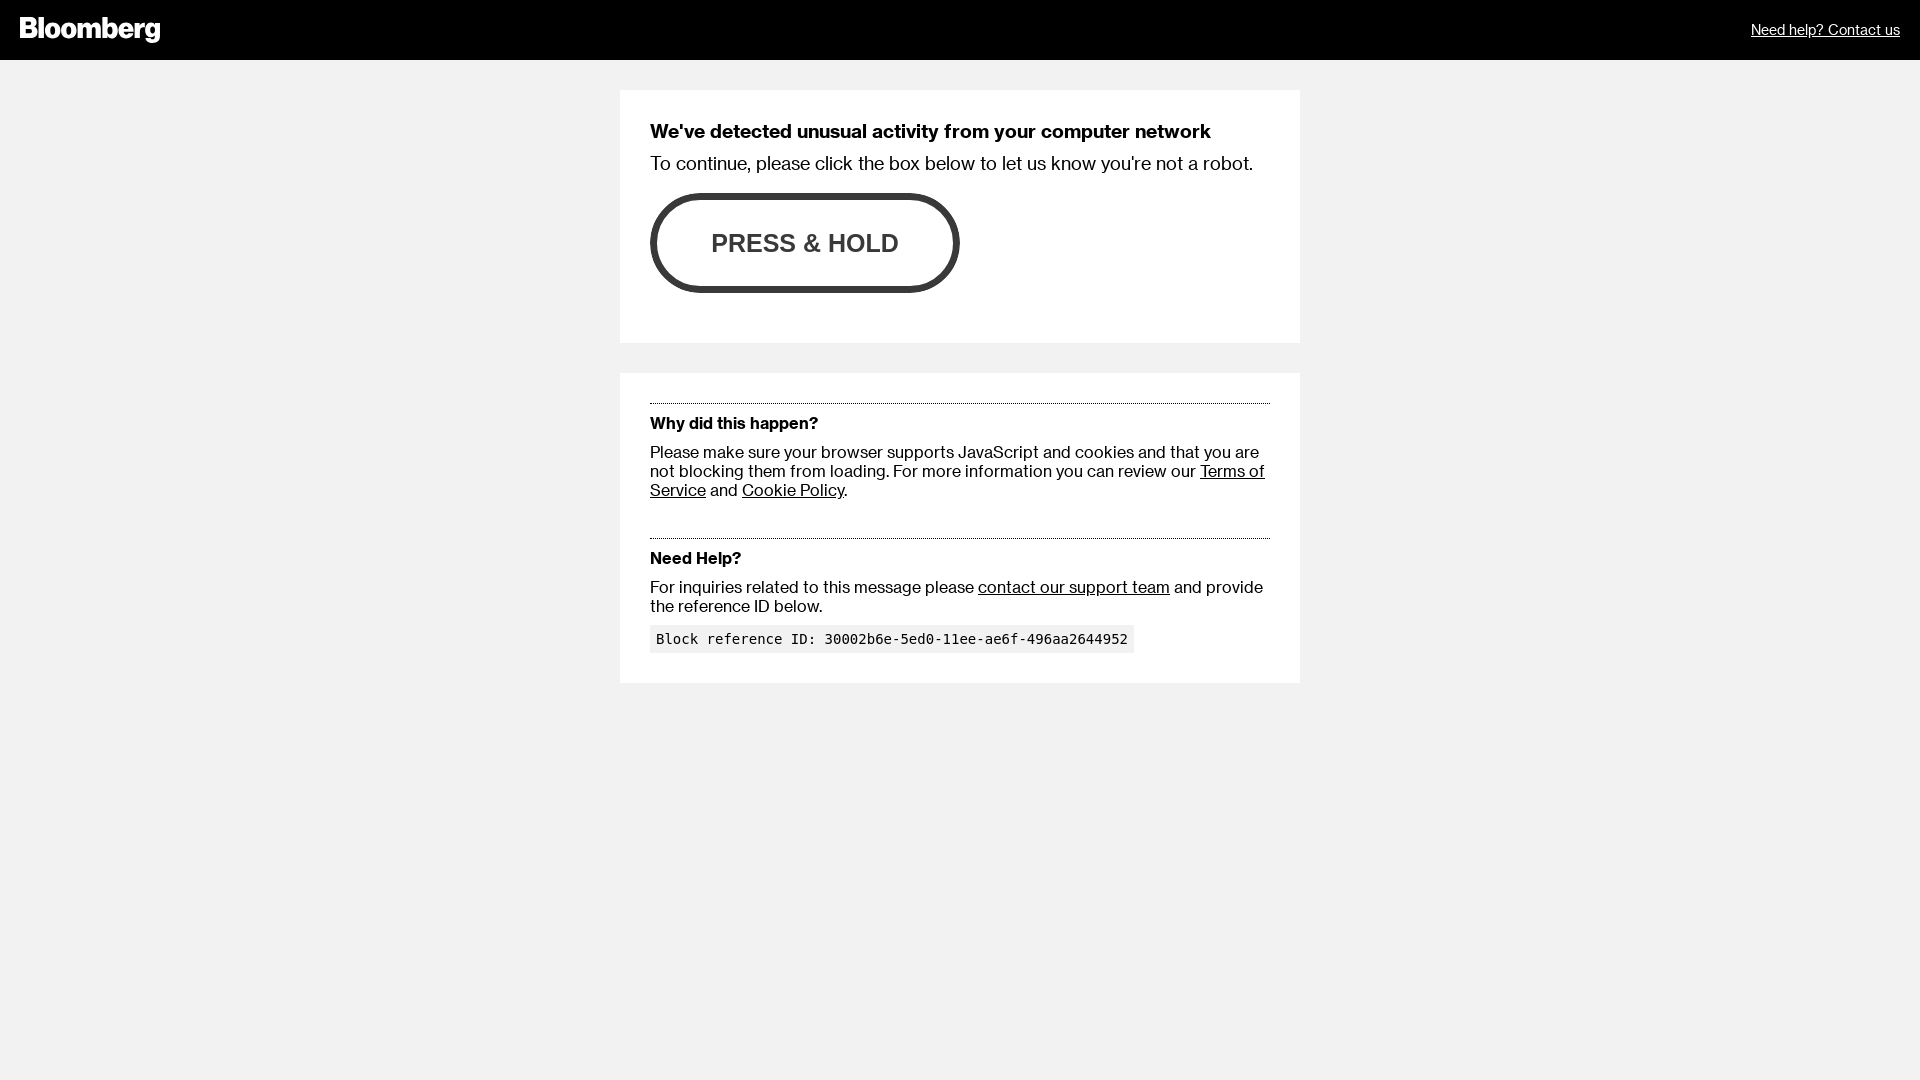 Bloomberg
Need help? Contact us
We've detected unusual activity from your computer network
To continue, please click the box below to let us know you're not a robot.
PRESS & HOLD
Why did this happen?
Please make sure your browser supports JavaScript and cookies and that you are
not blocking them from loading. For more information you can review our Terms of
Service and Cookie Policy.
Need Help?
For inquiries related to this message please contact our support team and provide
the reference ID below.
Block reference ID: 30002b6e-5ed0-11ee-ae6f-496aa2644952